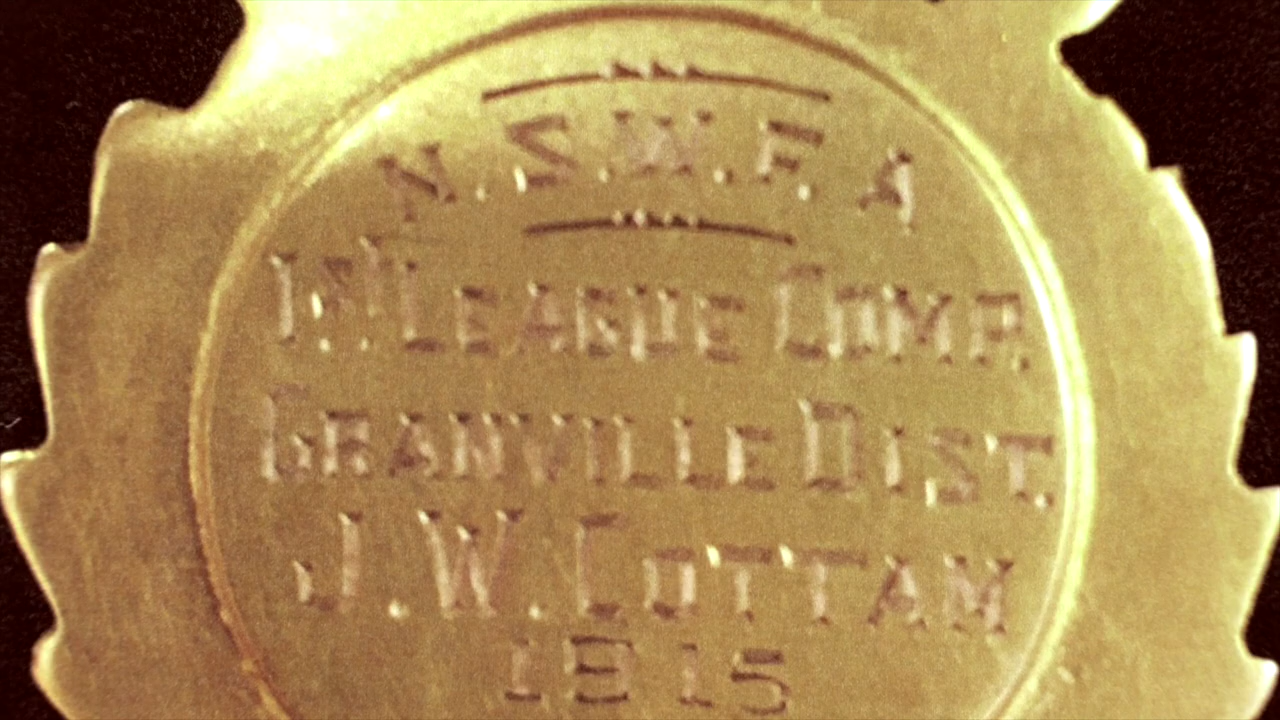 N.S.W.F.A
1ST LEAGUE COMP.
GRANVILLE DIST.
J.W.COTTAM
1915